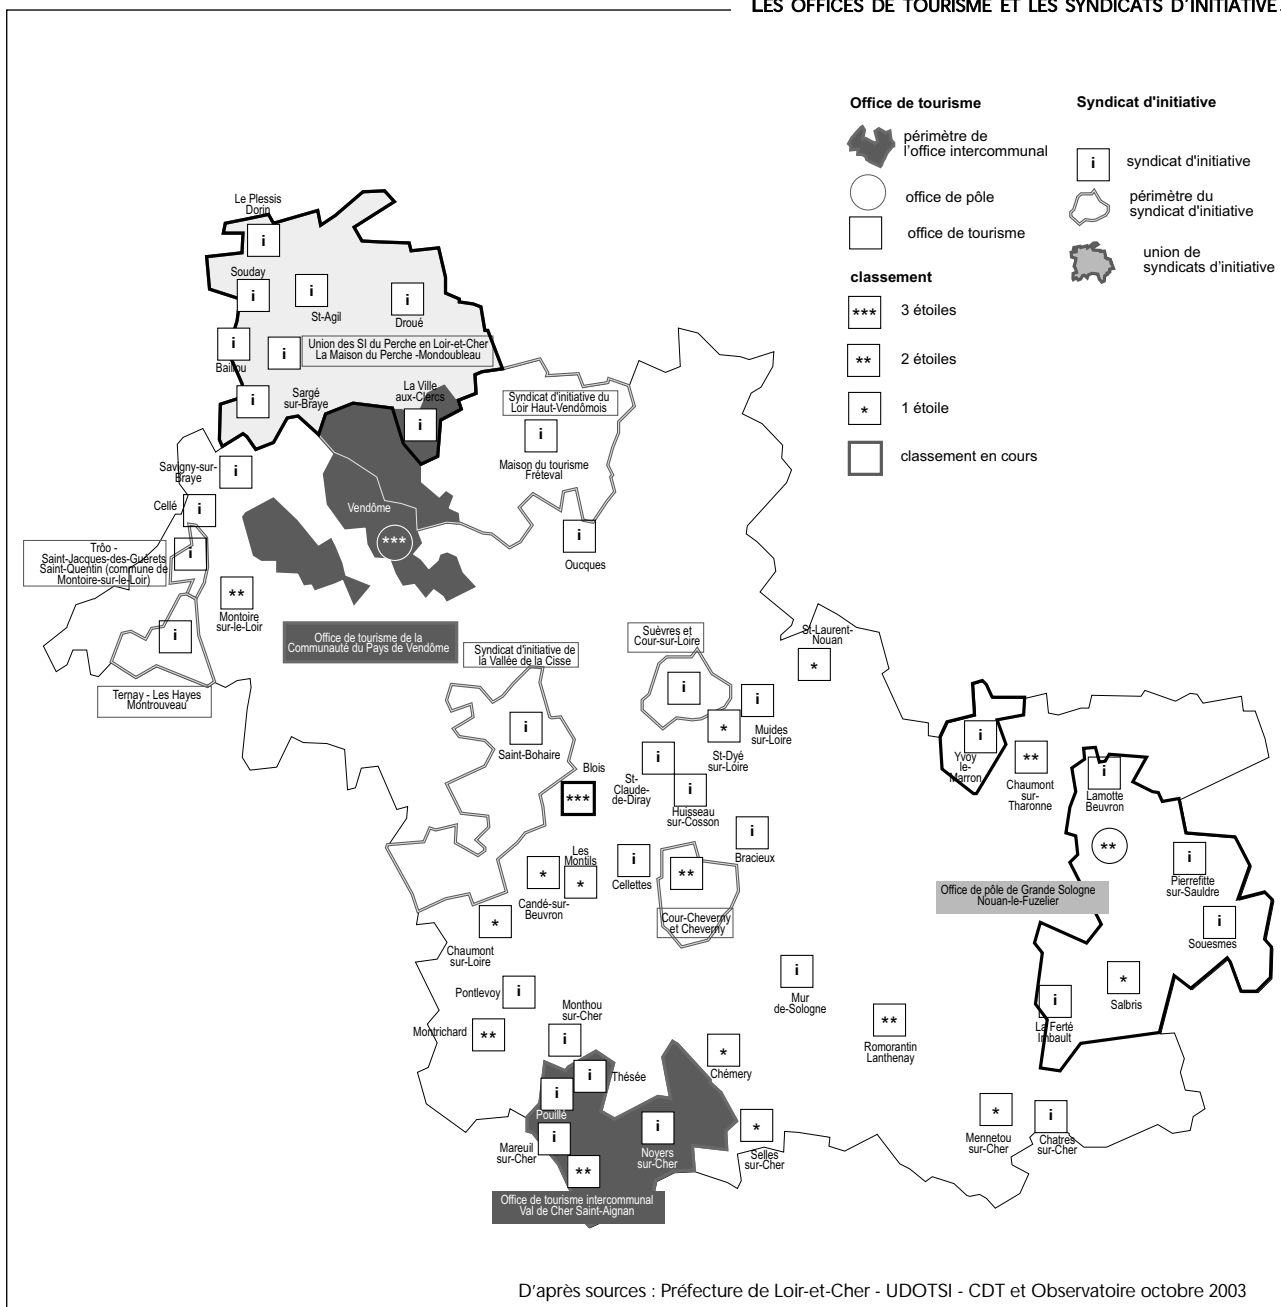 LES OFFICES DE TOURISME ET LES SYNDICATS D'INITIATIVE
Office de tourisme
périmètre de
l'office intercommunal
office de pôle
office de tourisme
classement
*** 3 étoiles
** 2 étoiles
* 1 étoile
classement en cours
Syndicat d'initiative
i syndicat d'initiative
périmètre du
syndicat d'initiative
union de
syndicats d'initiative
Le Plessis
Dorin
i
Souday
i
St-Agil
i
Droué
i
Baillou
i
i
Union des SI du Perche en Loir-et-Cher
La Maison du Perche -Mondoubleau
Sargé
sur-Braye
i
La Ville
aux-Clercs
i
Syndicat d'initiative du
Loir Haut-Vendômois
i
Maison du tourisme
Fréteval
Savigny-sur-
Braye
i
Cellé
i
Vendôme
***
i
Oucques
Trôo -
Saint-Jacques-des-Guérets
Saint-Quentin (commune de
Montoire-sur-le-Loir)
i
**
Montoire
sur-le-Loir
i
Ternay - Les Hayes
Montrouveau
Office de tourisme de la
Communauté du Pays de Vendôme
Syndicat d'initiative de
la Vallée de la Cisse
i
Saint-Bohaire
Suèvres et
Cour-sur-Loire
i
St-Laurent-
Nouan
*
i
Muides
sur-Loire
*
St-Dyé
sur-Loire
Blois
***
i
St-
Claude-
de-Diray
i
Huisseau
sur-Cosson
i
Bracieux
i
Yvoy
le-
Marron
**
Chaumont
sur-
Tharonne
i
Lamotte
Beuvron
**
i
Pierrefitte
sur-Sauldre
Office de pôle de Grande Sologne
Nouan-le-Fuzelier
i
Souesmes
*
Salbris
i
La Ferté
Imbault
Les
Montils
*
*
Candé-sur-
Beuvron
i
Cellettes
**
Cour-Cheverny
et Cheverny
*
Chaumont
sur-Loire
Pontlevoy
i
Montrichard
**
Monthou
sur-Cher
i
i
Mur
de-Sologne
**
Romorantin
Lanthenay
*
Chémery
i
Thésée
i
Pouillé
Mareuil
sur-Cher
i
**
i
Noyers
sur-Cher
*
Selles
sur-Cher
*
Mennetou
sur-Cher
i
Chatres
sur-Cher
Office de tourisme intercommunal
Val de Cher Saint-Aignan
D'après sources : Préfecture de Loir-et-Cher - UDOTSI - CDT et Observatoire octobre 2003